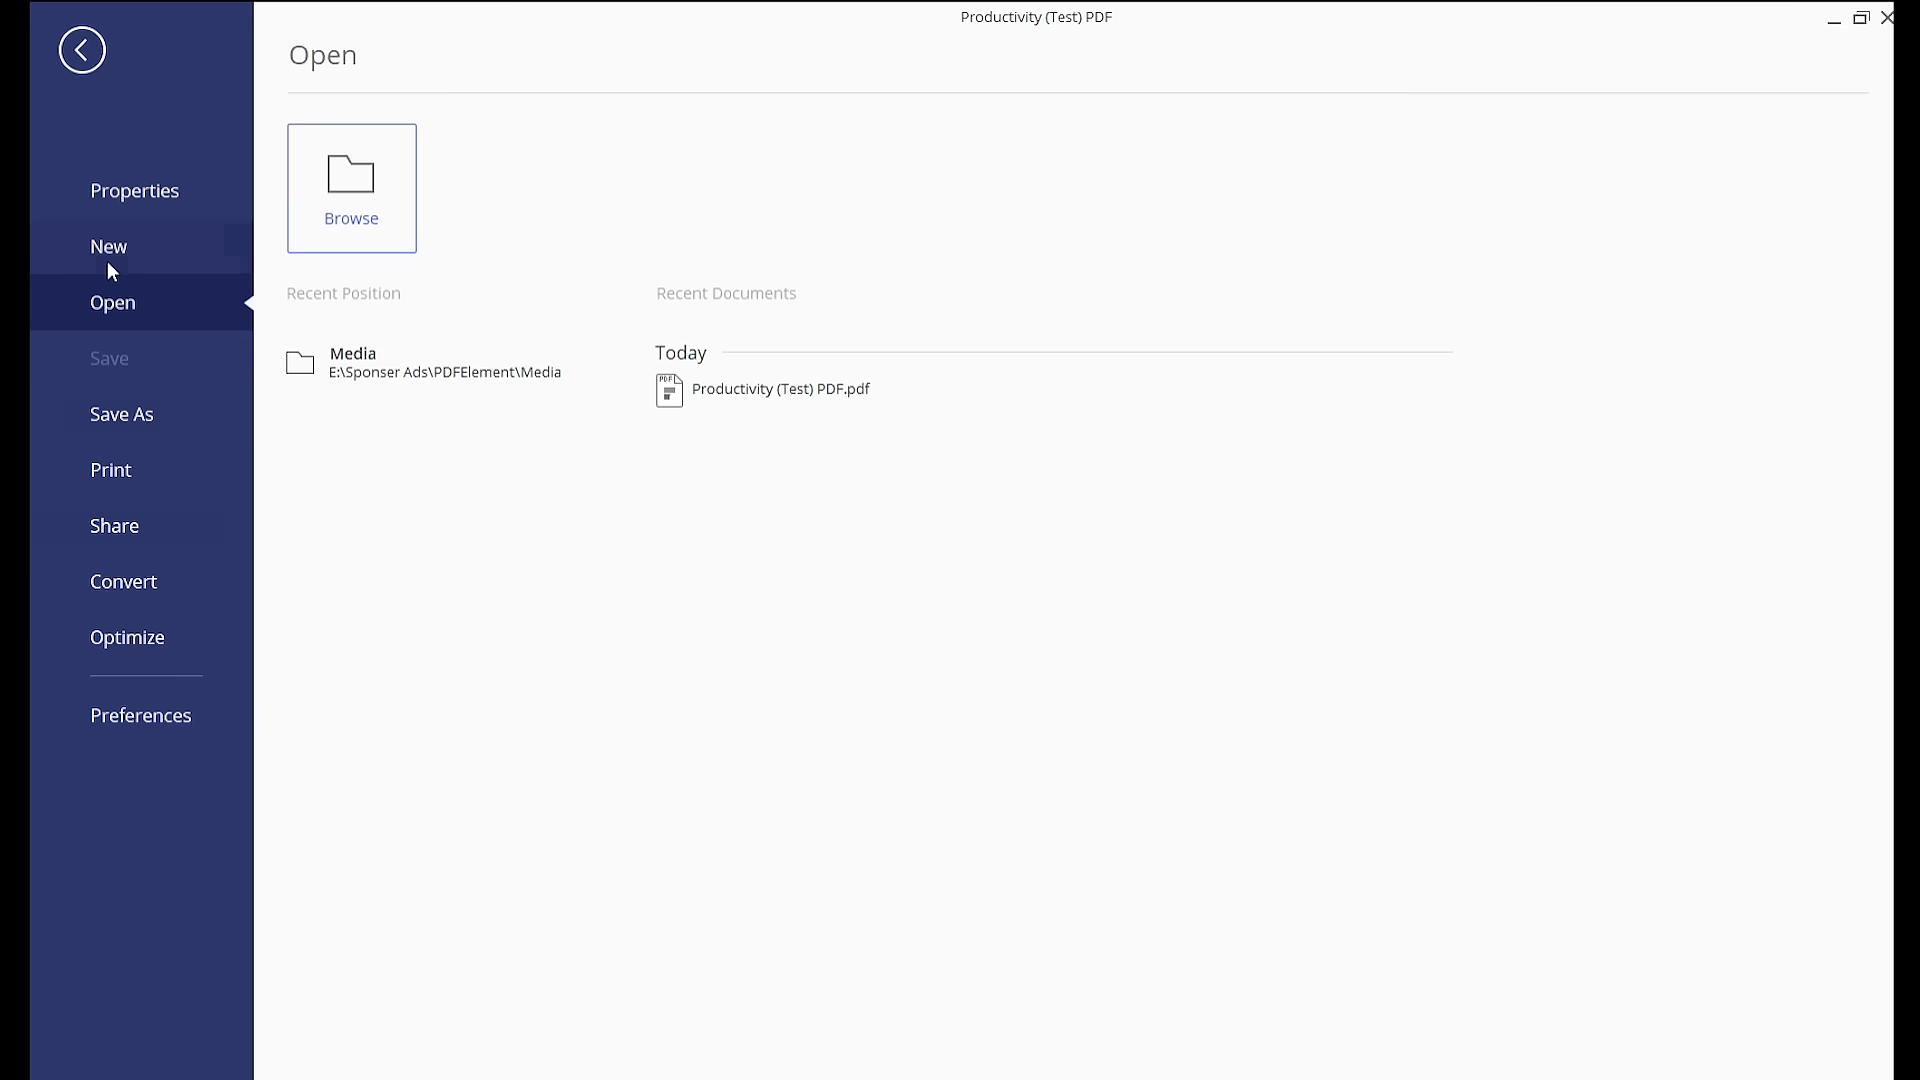 Productivity (Test) PDF
Open
Properties
New
Open
Save
Save As
Print
Share
Convert
Optimize
Preferences
Browse
Recent Position
Media
E:\Sponser Ads\PDFElement\Media
Recent Documents
Today
PDF
Productivity (Test) PDF.pdf